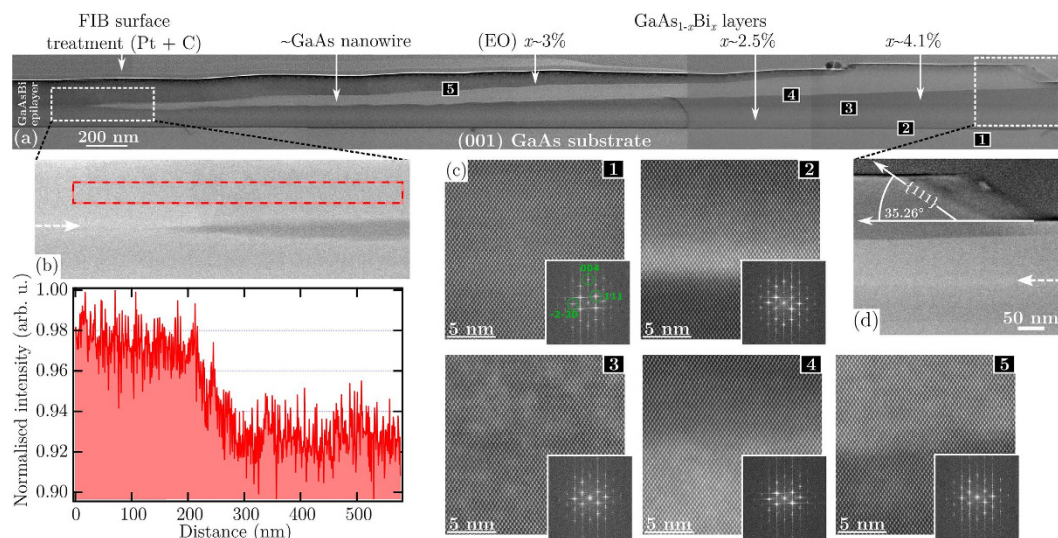 FIB surface
treatment (Pt + C)
~GaAs nanowire
(EO) x~3%
GaAs1-xBix layers
x~2.5%
x~4.1%
GaAsBi
epilayer
5
4
3
2
1
(a)
200 nm
(001) GaAs substrate
(b)
(c)
1
004
111
-2-20
5 nm
2
5 nm
{111}
35.26°
(d)
50 nm
Normalised intensity (arb. u.)
1.00
0.98
0.96
0.94
0.92
0.90
0 100 200 300 400 500
Distance (nm)
3
5 nm
4
5 nm
5
5 nm